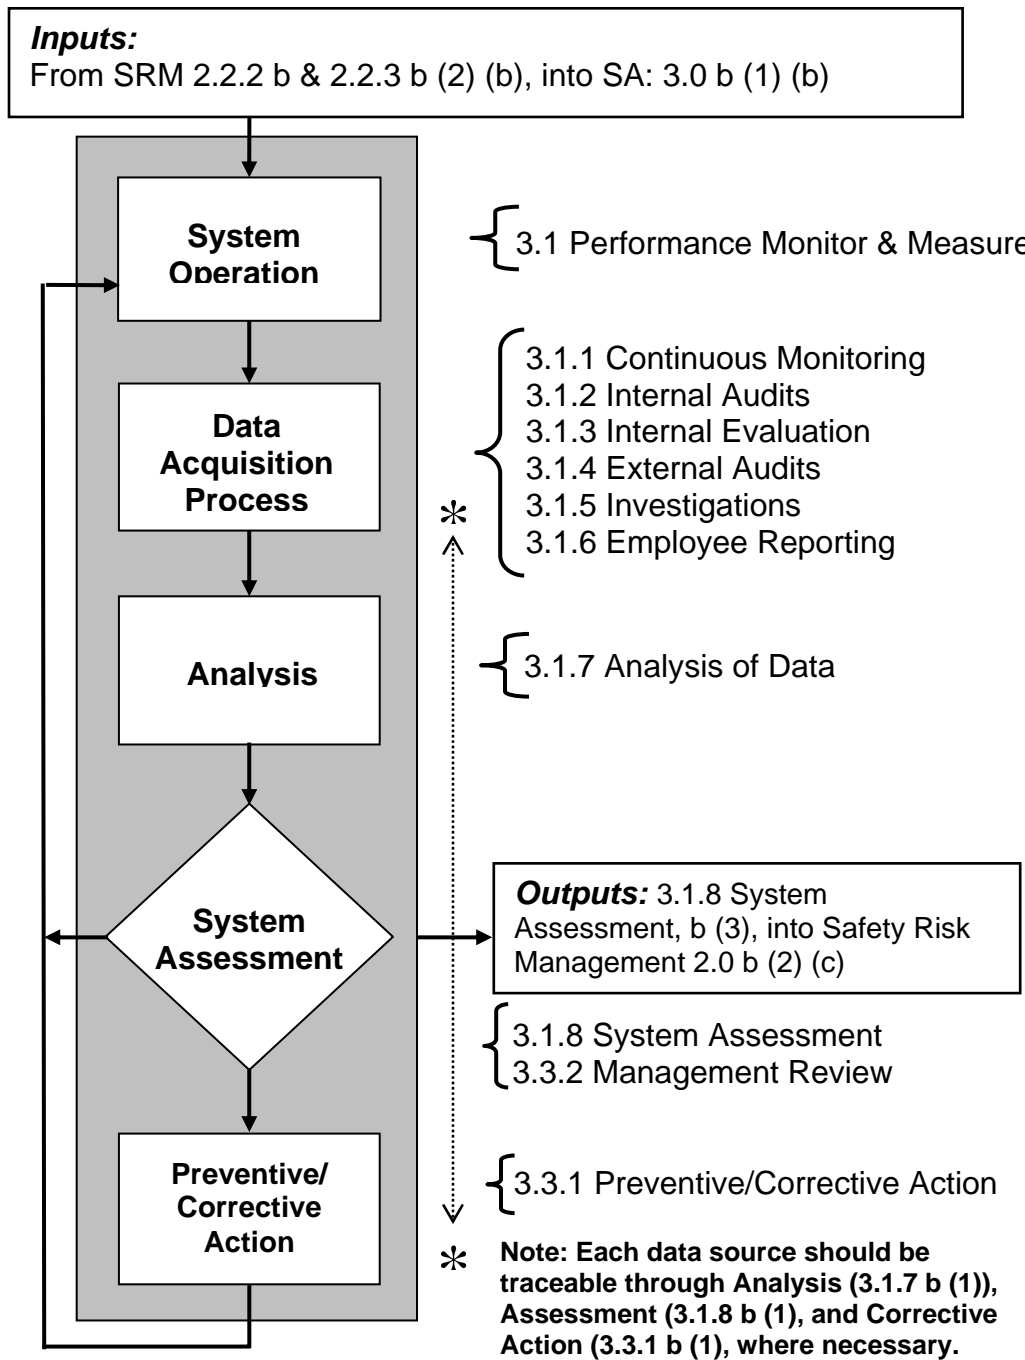 Inputs:
From SRM 2.2.2 b & 2.2.3 b (2) (b), into SA: 3.0 b (1) (b)
System
Operation
3.1 Performance Monitor & Measure
Data
Acquisition
Process
3.1.1 Continuous Monitoring
3.1.2 Internal Audits
3.1.3 Internal Evaluation
3.1.4 External Audits
3.1.5 Investigations
3.1.6 Employee Reporting
*
Analysis
3.1.7 Analysis of Data
System
Assessment
Outputs: 3.1.8 System
Assessment, b (3), into Safety Risk
Management 2.0 b (2) (c)
3.1.8 System Assessment
3.3.2 Management Review
Preventive/
Corrective
Action
3.3.1 Preventive/Corrective Action
*
Note: Each data source should be
traceable through Analysis (3.1.7 b (1)),
Assessment (3.1.8 b (1), and Corrective
Action (3.3.1 b (1), where necessary.